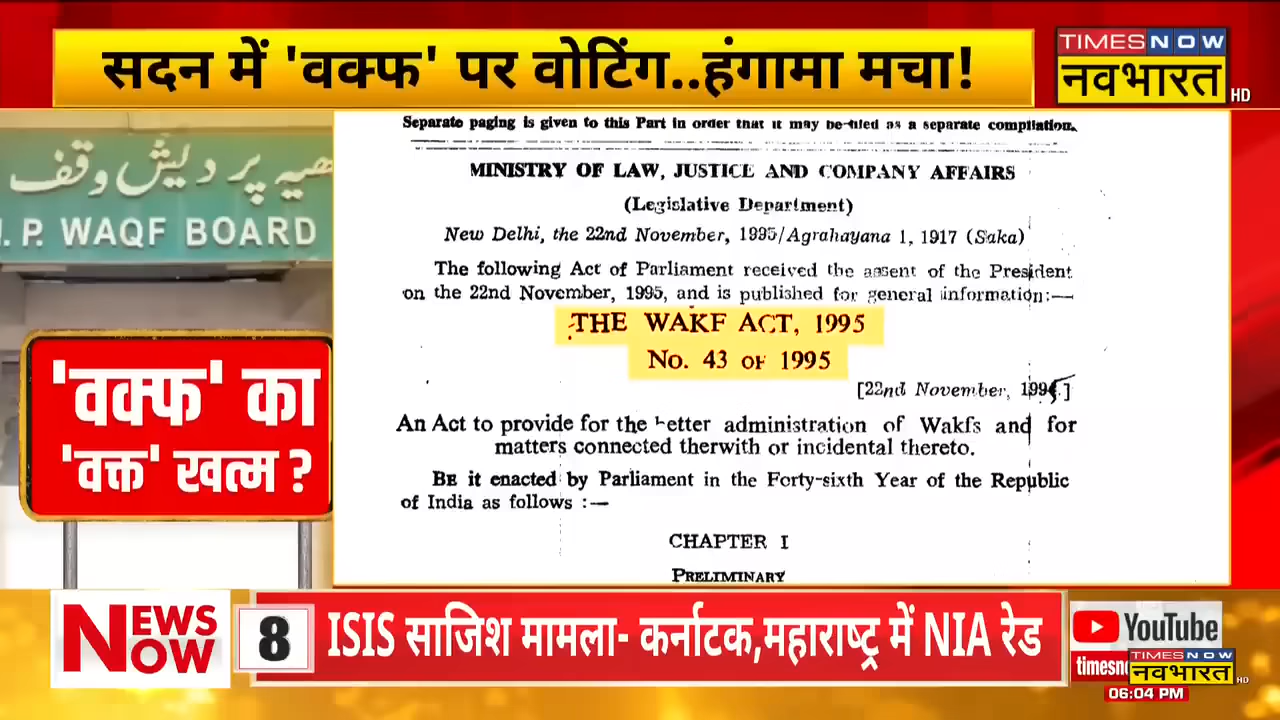 सदन में 'वक्फ' पर वोटिंग..हंगामा मचा!
TIMES NOW
नवभारत
HD
هیہ پر دیش وقف
. P. WAQF BOARD
'वक्फ' का
'वक्त' खत्म ?
Separate paging is given to this Part in order that it may be filed as a separate compilation.
MINISTRY OF LAW, JUSTICE AND COMPANY AFFAIRS
(Legislative Department)
New Delhi, the 22nd November, 1995/Agrahayana 1, 1917 (Saka)
The following Act of Parliament received the assent of the President
on the 22nd November, 1995, and is published for general information:—
THE WAKF ACT, 1995
No. 43 OF 1995
[22nd November, 1995.]
An Act to provide for the better administration of Wakfs and for
matters connected therwith or incidental thereto.
BE it enacted by Parliament in the Forty-sixth Year of the Republic
of India as follows :—
CHAPTER I
PRELIMINARY
NEWS
NOW
8
ISIS साजिश मामला- कर्नाटक,महाराष्ट्र में NIA रेड
YouTube
timesno
TIMES NOW
नवभारत
HD
06:04 PM